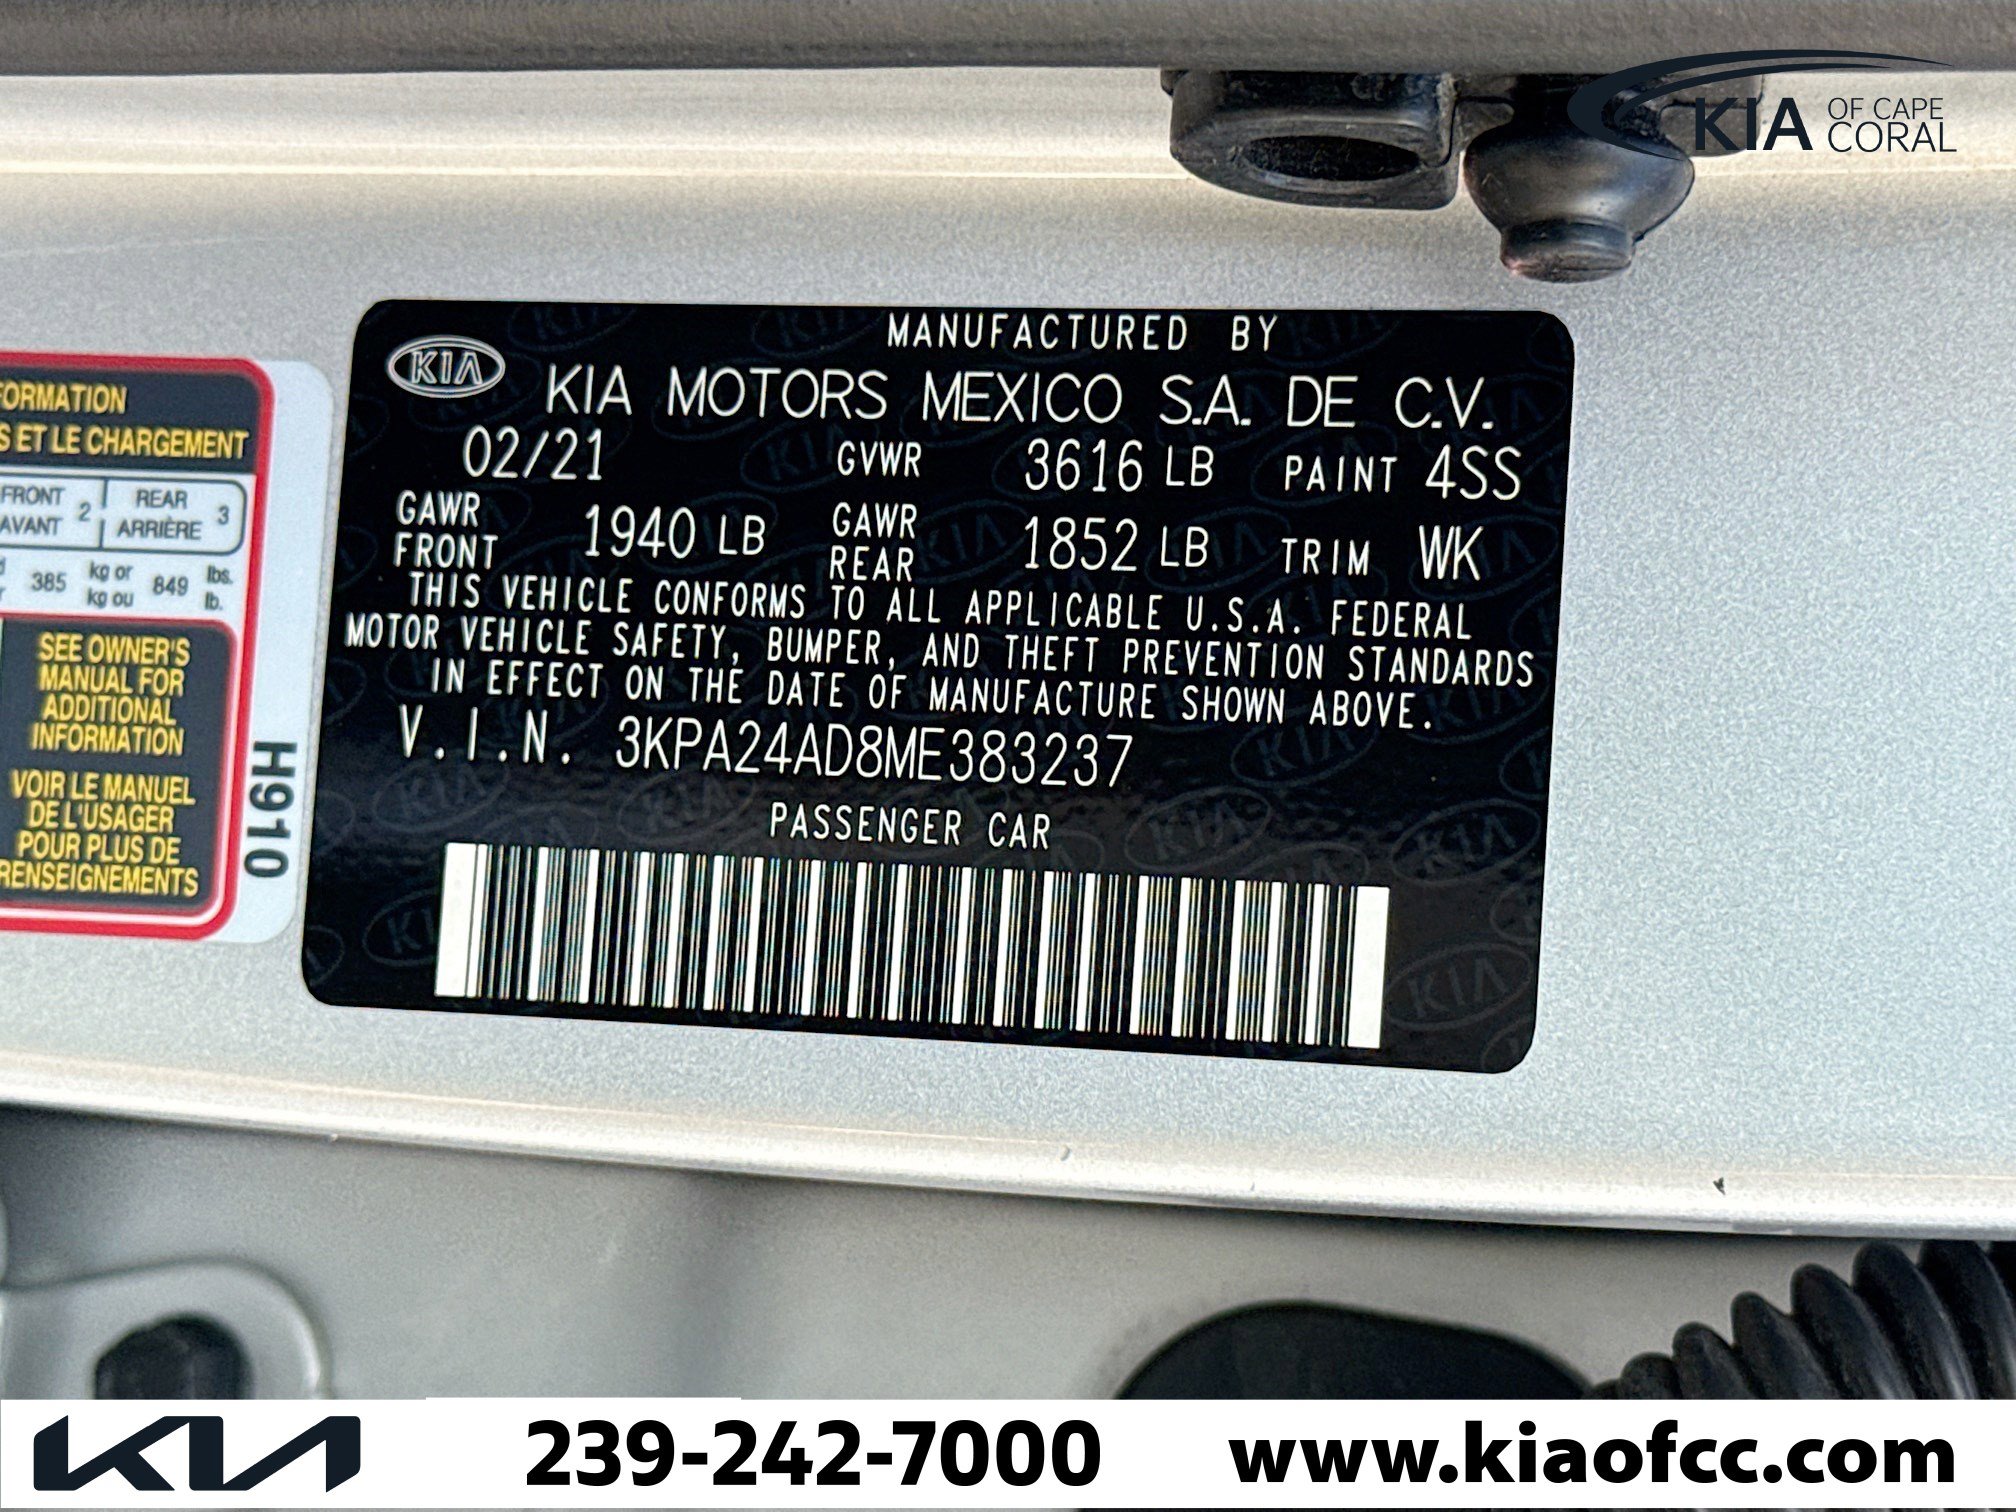 KIA OF CAPE CORAL
MANUFACTURED BY
KIA KIA MOTORS MEXICO S.A. DE C.V.
02/21 GVWR 3616 LB PAINT 4SS
GAWR FRONT 1940 LB GAWR REAR 1852 LB TRIM WK
THIS VEHICLE CONFORMS TO ALL APPLICABLE U.S.A. FEDERAL
MOTOR VEHICLE SAFETY, BUMPER, AND THEFT PREVENTION STANDARDS
IN EFFECT ON THE DATE OF MANUFACTURE SHOWN ABOVE.
V.I.N. 3KPA24AD8ME383237
PASSENGER CAR
S ET LE CHARGEMENT
FRONT 2 REAR 3
AVANT ARRIÈRE
385 kg or 849 lbs.
kg ou lb.
SEE OWNER'S
MANUAL FOR
ADDITIONAL
INFORMATION
VOIR LE MANUEL
DE L'USAGER
POUR PLUS DE
RENSEIGNEMENTS
H910
KIA 239-242-7000 www.kiaofcc.com